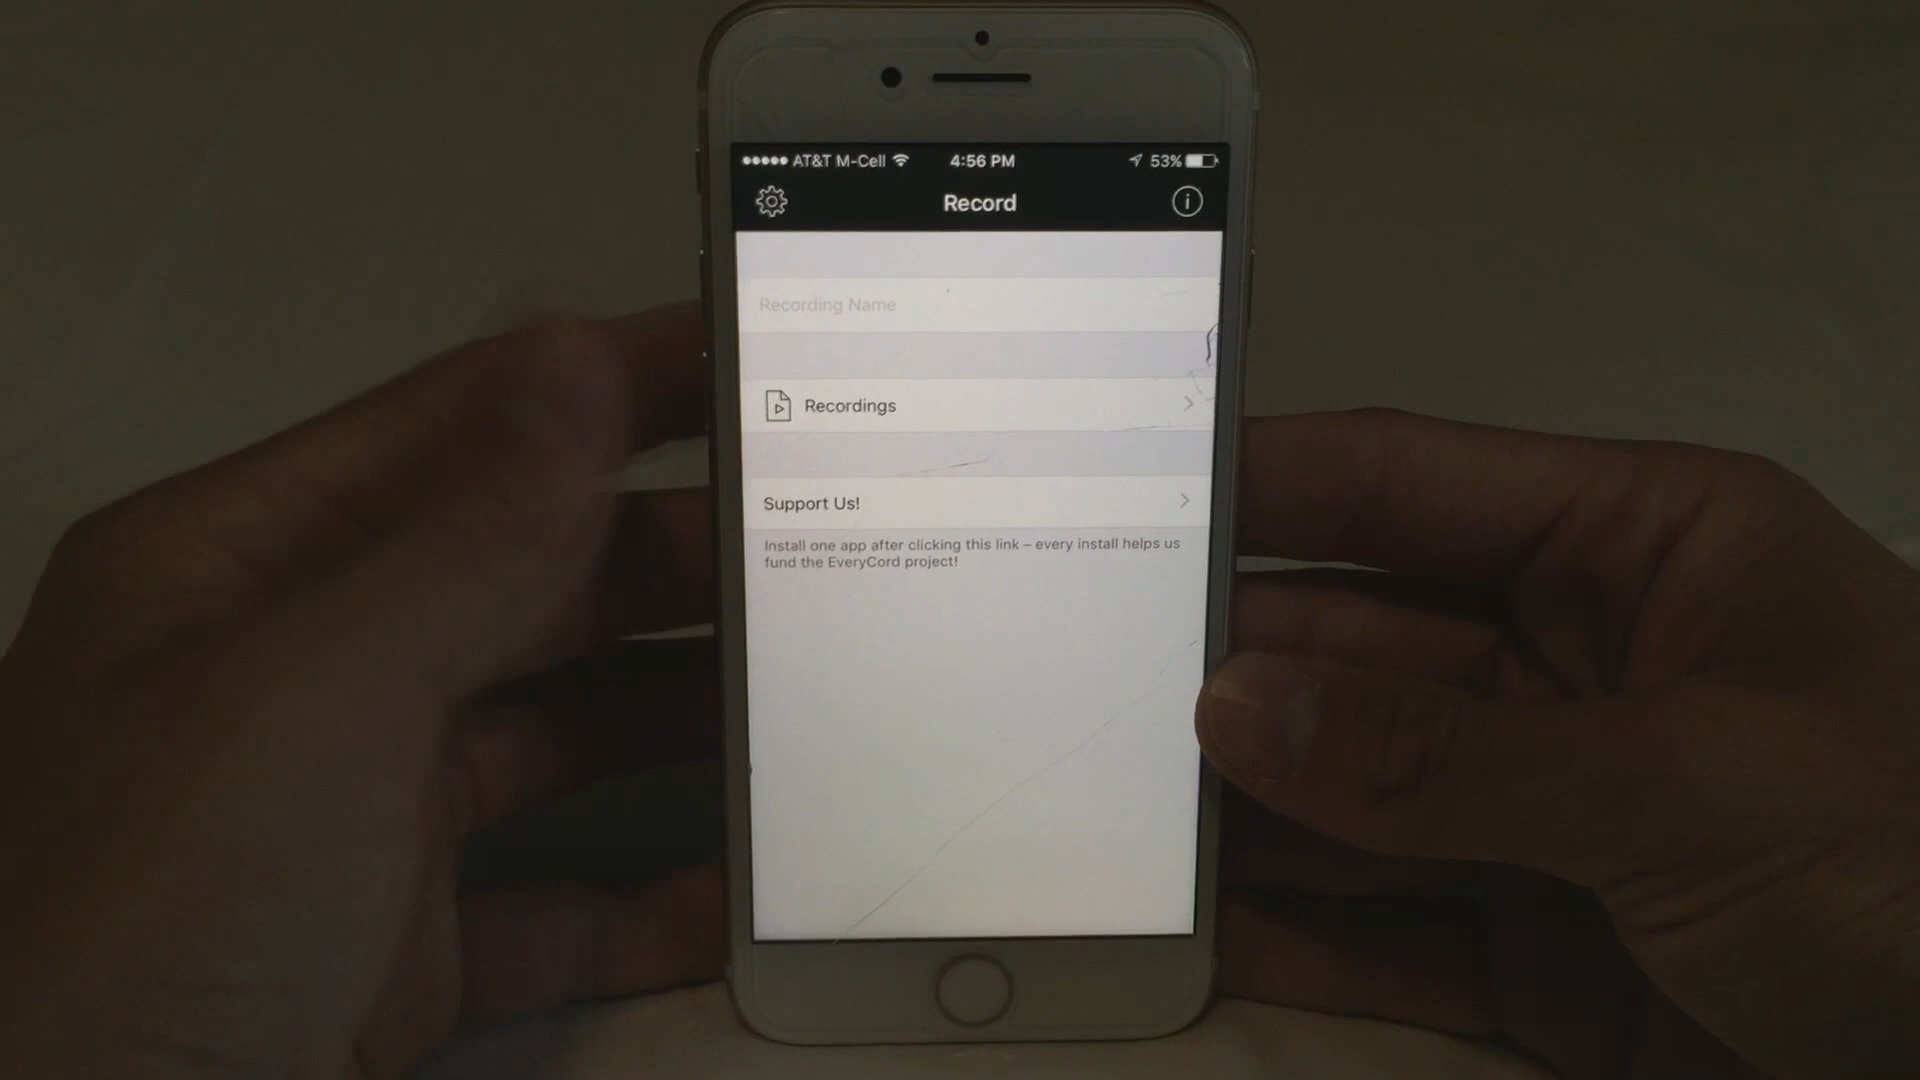 AT&T M-Cell 4:56 PM 53%
Record
Recording Name
Recordings
Support Us!
Install one app after clicking this link – every install helps us
fund the EveryCord project!